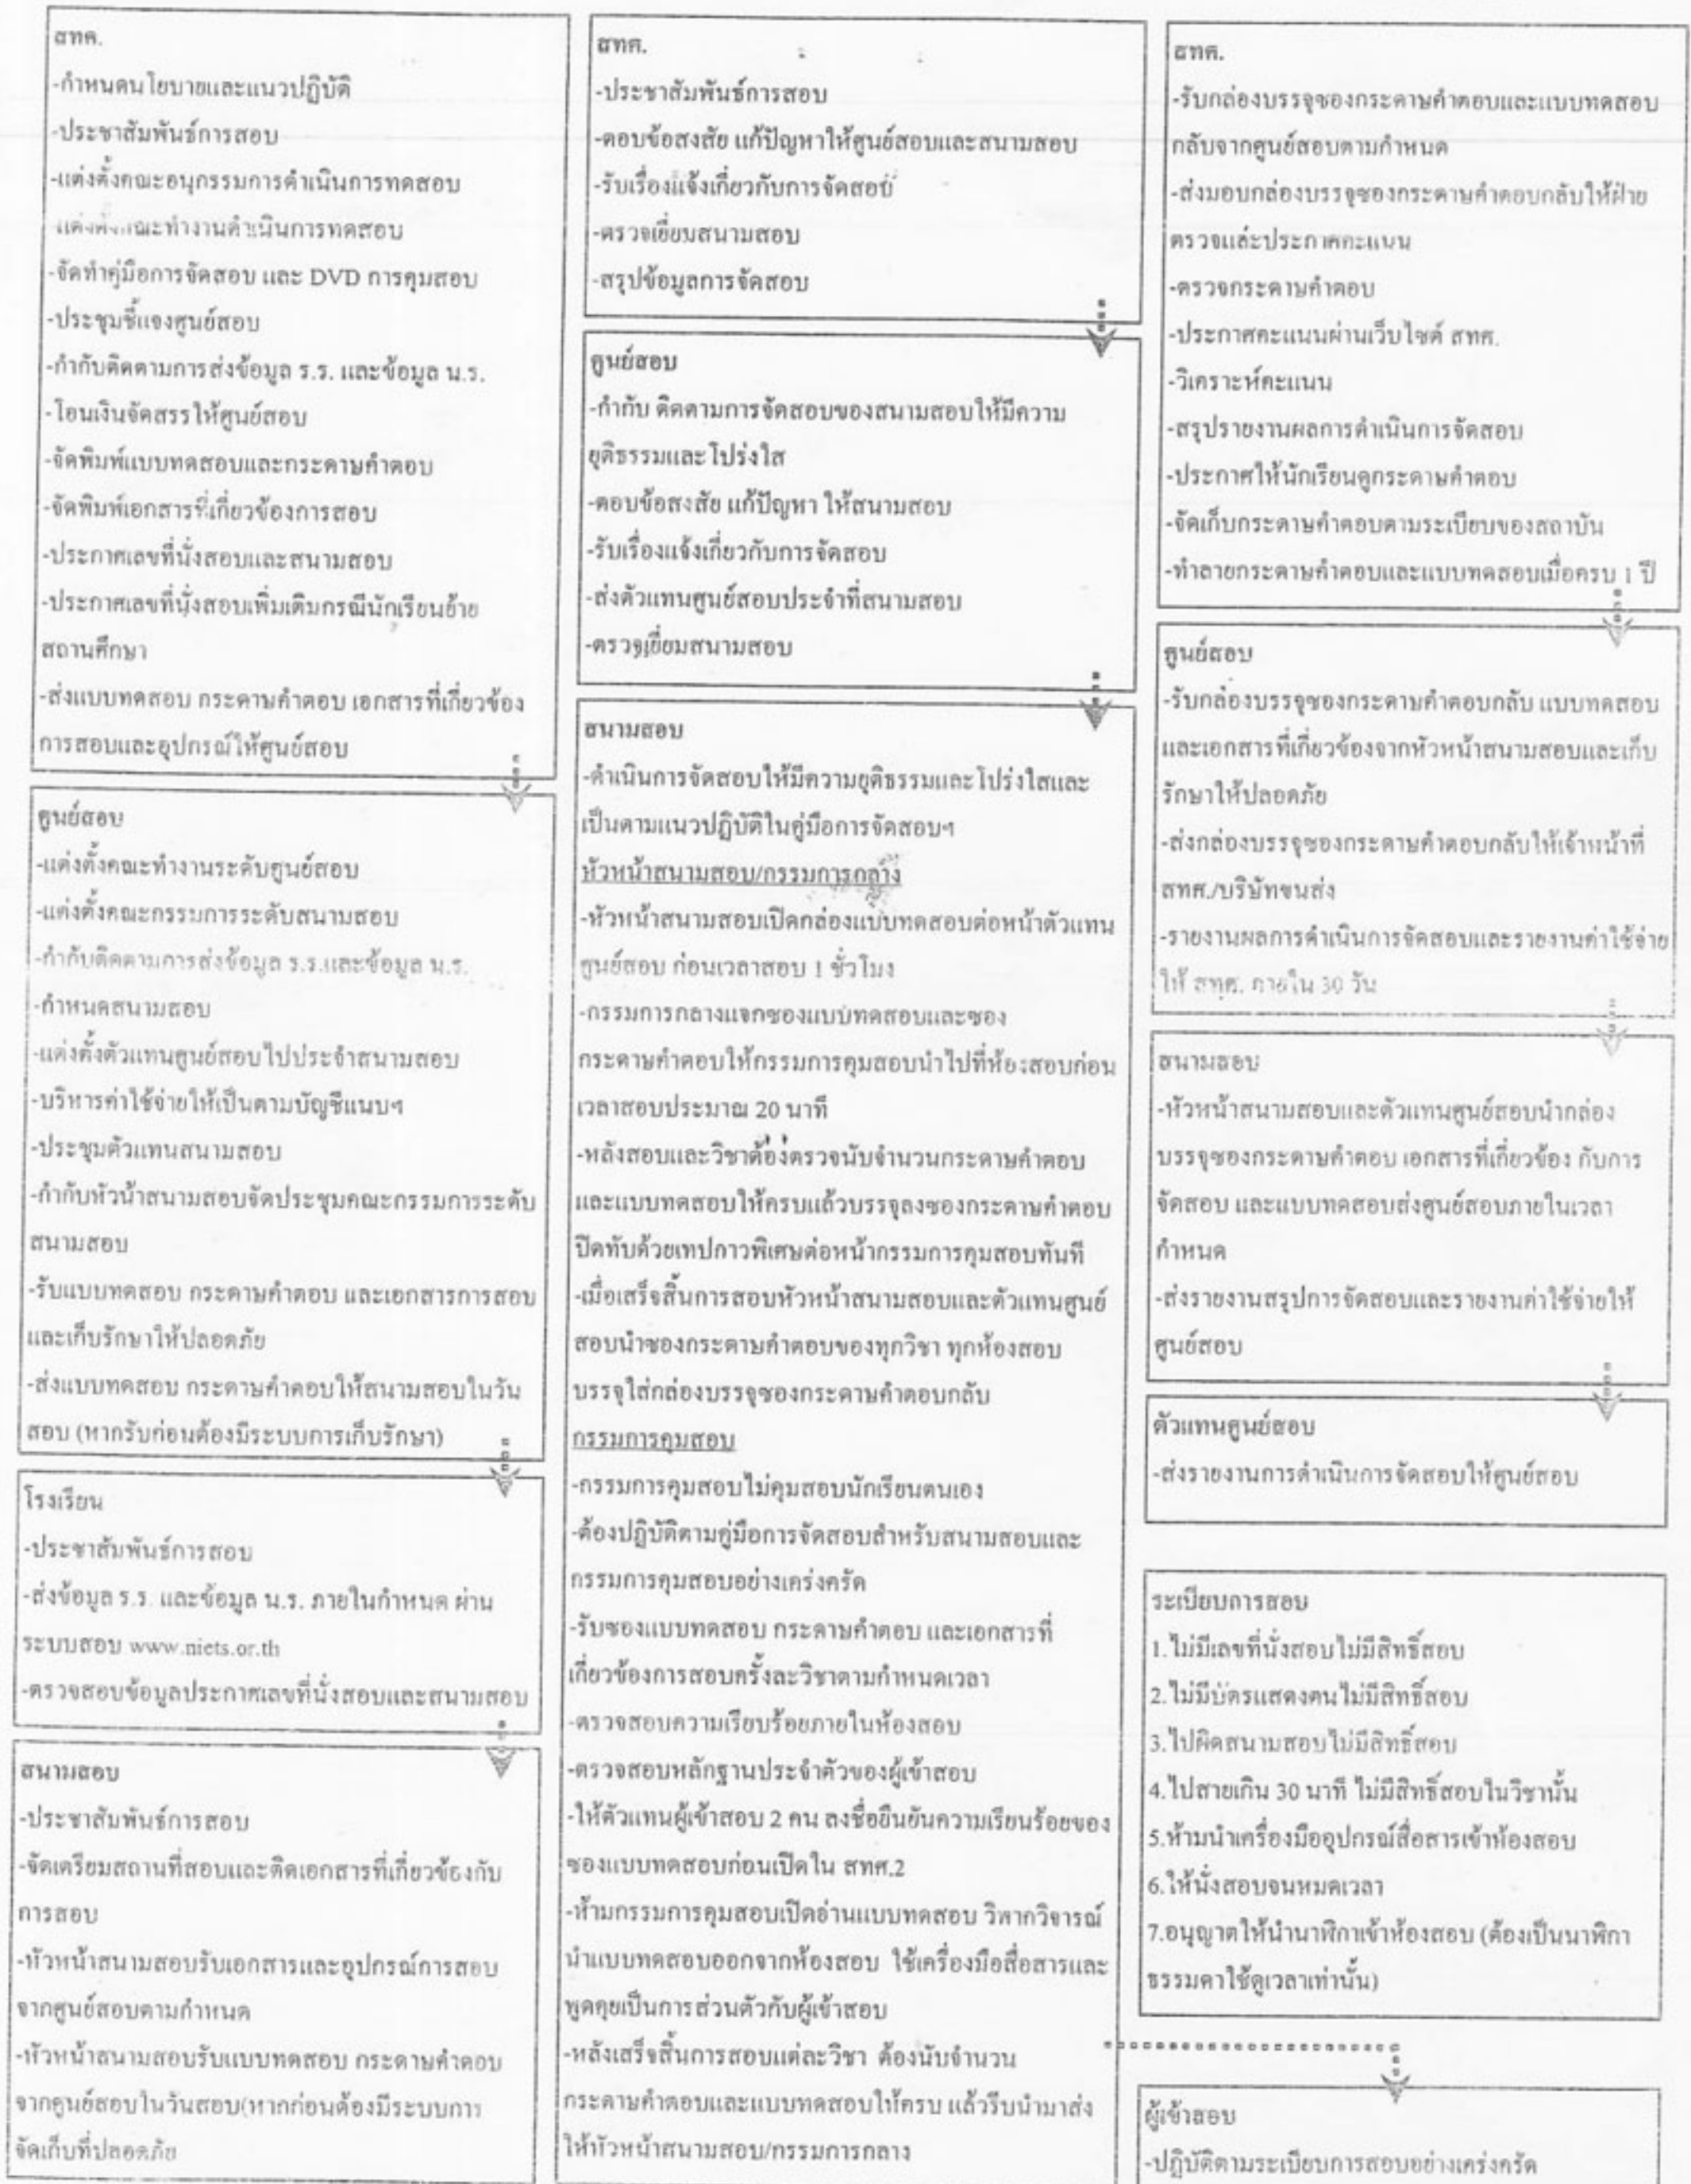 สทศ.
-กำหนดนโยบายและแนวปฏิบัติ
-ประชาสัมพันธ์การสอบ
-แต่งตั้งคณะอนุกรรมการดำเนินการทดสอบ
-แต่งตั้งคณะทำงานดำเนินการทดสอบ
-จัดทำคู่มือการจัดสอบ และ DVD การคุมสอบ
-ประชุมชี้แจงศูนย์สอบ
-กำกับติดตามการส่งข้อมูล ร.ร. และข้อมูล น.ร.
-โอนเงินจัดสรรให้ศูนย์สอบ
-จัดพิมพ์แบบทดสอบและกระดาษคำตอบ
-จัดพิมพ์เอกสารที่เกี่ยวข้องการสอบ
-ประกาศเลขที่นั่งสอบและสนามสอบ
-ประกาศเลขที่นั่งสอบเพิ่มเติมกรณีนักเรียนย้าย
สถานศึกษา
-ส่งแบบทดสอบ กระดาษคำตอบ เอกสารที่เกี่ยวข้อง
การสอบและอุปกรณ์ให้ศูนย์สอบ
ศูนย์สอบ
-แต่งตั้งคณะทำงานระดับศูนย์สอบ
-แต่งตั้งคณะกรรมการระดับสนามสอบ
-กำกับติดตามการส่งข้อมูล ร.ร.และข้อมูล น.ร.
-กำหนดสนามสอบ
-แต่งตั้งตัวแทนศูนย์สอบไปประจำสนามสอบ
-บริหารค่าใช้จ่ายให้เป็นตามบัญชีแนบฯ
-ประชุมตัวแทนสนามสอบ
-กำกับหัวน้าสนามสอบจัดประชุมคณะกรรมการระดับ
สนามสอบ
-รับแบบทดสอบ กระดาษคำตอบ และเอกสารการสอบ
และเก็บรักษาให้ปลอดภัย
-ส่งแบบทดสอบ กระดาษคำตอบให้สนามสอบในวัน
สอบ (หากรับก่อนต้องมีระบบการเก็บรักษา)
โรงเรียน
-ประชาสัมพันธ์การสอบ
-ส่งข้อมูล ร.ร. และข้อมูล น.ร. ภายในกำหนด ผ่าน
ระบบสอบ www.niets.or.th
-ตรวจสอบข้อมูลประกาศเลขที่นั่งสอบและสนามสอบ
สนามสอบ
-ประชาสัมพันธ์การสอบ
-จัดเตรียมสถานที่สอบและติดเอกสารที่เกี่ยวข้องกับ
การสอบ
-หัวหน้าสนามสอบรับเอกสารและอุปกรณ์การสอบ
จากศูนย์สอบตามกำหนด
-หัวหน้าสนามสอบรับแบบทดสอบ กระดาษคำตอบ
จากศูนย์สอบในวันสอบ(หากก่อนต้องมีระบบการ
จัดเก็บที่ปลอดภัย
สทศ.
-ประชาสัมพันธ์การสอบ
-ตอบข้อสงสัย แก้ปัญหาให้ศูนย์สอบและสนามสอบ
-รับเรื่องแจ้งเกี่ยวกับการจัดสอบ
-ตรวจเยี่ยมสนามสอบ
-สรุปข้อมูลการจัดสอบ
ศูนย์สอบ
-กำกับ ติดตามการจัดสอบของสนามสอบให้มีความ
ยุติธรรมและโปร่งใส
-ตอบข้อสงสัย แก้ปัญหา ให้สนามสอบ
-รับเรื่องแจ้งเกี่ยวกับการจัดสอบ
-ส่งตัวแทนศูนย์สอบประจำที่สนามสอบ
-ตรวจเยี่ยมสนามสอบ
สนามสอบ
-ดำเนินการจัดสอบให้มีความยุติธรรมและโปร่งใสและ
เป็นตามแนวปฏิบัติในคู่มือการจัดสอบฯ
หัวหน้าสนามสอบ/กรรมการกลาง
-หัวหน้าสนามสอบเปิดกล่องแบบทดสอบต่อหน้าตัวแทน
ศูนย์สอบ ก่อนเวลาสอบ 1 ชั่วโมง
-กรรมการกลางแจกซองแบบทดสอบและซอง
กระดาษคำตอบให้กรรมการคุมสอบนำไปที่ห้องสอบก่อน
เวลาสอบประมาณ 20 นาที
-หลังสอบและวิชาต้องตรวจนับจำนวนกระดาษคำตอบ
และแบบทดสอบให้ครบแล้วบรรจุลงซองกระดาษคำตอบ
ปิดทับด้วยเทปกาวพิเศษต่อหน้ากรรมการคุมสอบทันที
-เมื่อเสร็จสิ้นการสอบหัวหน้าสนามสอบและตัวแทนศูนย์
สอบนำซองกระดาษคำตอบของทุกวิชา ทุกห้องสอบ
บรรจุใส่กล่องบรรจุซองกระดาษคำตอบกลับ
กรรมการคุมสอบ
-กรรมการคุมสอบไม่คุมสอบนักเรียนตนเอง
-ต้องปฏิบัติตามคู่มือการจัดสอบสำหรับสนามสอบและ
กรรมการคุมสอบอย่างเคร่งครัด
-รับซองแบบทดสอบ กระดาษคำตอบ และเอกสารที่
เกี่ยวข้องการสอบครั้งละวิชาตามกำหนดเวลา
-ตรวจสอบความเรียบร้อยภายในห้องสอบ
-ตรวจสอบหลักฐานประจำตัวของผู้เข้าสอบ
-ให้ตัวแทนผู้เข้าสอบ 2 คน ลงชื่อยืนยันความเรียนร้อยของ
ซองแบบทดสอบก่อนเปิดใน สทศ.2
-ห้ามกรรมการคุมสอบเปิดอ่านแบบทดสอบ วิพากวิจารณ์
นำแบบทดสอบออกจากห้องสอบ ใช้เครื่องมือสื่อสารและ
พูดคุยเป็นการส่วนตัวกับผู้เข้าสอบ
-หลังเสร็จสิ้นการสอบแต่ละวิชา ต้องนับจำนวน
กระดาษคำตอบและแบบทดสอบให้ครบ แล้วรีบนำมาส่ง
ให้หัวหน้าสนามสอบ/กรรมการกลาง
สทศ.
-รับกล่องบรรจุซองกระดาษคำตอบและแบบทดสอบ
กลับจากศูนย์สอบตามกำหนด
-ส่งมอบกล่องบรรจุซองกระดาษคำตอบกลับให้ฝ่าย
ตรวจและประกาศคะแนน
-ตรวจกระดาษคำตอบ
-ประกาศคะแนนผ่านเว็บไซต์ สทศ.
-วิเคราะห์คะแนน
-สรุปรายงานผลการดำเนินการจัดสอบ
-ประกาศให้นักเรียนดูกระดาษคำตอบ
-จัดเก็บกระดาษคำตอบตามระเบียบของสถาบัน
-ทำลายกระดาษคำตอบและแบบทดสอบเมื่อครบ 1 ปี
ศูนย์สอบ
-รับกล่องบรรจุซองกระดาษคำตอบกลับ แบบทดสอบ
และเอกสารที่เกี่ยวข้องจากหัวหน้าสนามสอบและเก็บ
รักษาให้ปลอดภัย
-ส่งกล่องบรรจุซองกระดาษคำตอบกลับให้เจ้าหน้าที่
สทศ./บริษัทขนส่ง
-รายงานผลการดำเนินการจัดสอบและรายงานค่าใช้จ่าย
ให้ สทศ. ภายใน 30 วัน
สนามสอบ
-หัวหน้าสนามสอบและตัวแทนศูนย์สอบนำกล่อง
บรรจุซองกระดาษคำตอบ เอกสารที่เกี่ยวข้อง กับการ
จัดสอบ และแบบทดสอบส่งศูนย์สอบภายในเวลา
กำหนด
-ส่งรายงานสรุปการจัดสอบและรายงานค่าใช้จ่ายให้
ศูนย์สอบ
ตัวแทนศูนย์สอบ
-ส่งรายงานการดำเนินการจัดสอบให้ศูนย์สอบ
ระเบียบการสอบ
1.ไม่มีเลขที่นั่งสอบไม่มีสิทธิ์สอบ
2.ไม่มีบัตรแสดงตนไม่มีสิทธิ์สอบ
3.ไปผิดสนามสอบไม่มีสิทธิ์สอบ
4.ไปสายเกิน 30 นาที ไม่มีสิทธิ์สอบในวิชานั้น
5.ห้ามนำเครื่องมืออุปกรณ์สื่อสารเข้าห้องสอบ
6.ให้นั่งสอบจนหมดเวลา
7.อนุญาตให้นำนาฬิกาเข้าห้องสอบ (ต้องเป็นนาฬิกา
ธรรมดาใช้ดูเวลาเท่านั้น)
ผู้เข้าสอบ
-ปฏิบัติตามระเบียบการสอบอย่างเคร่งครัด